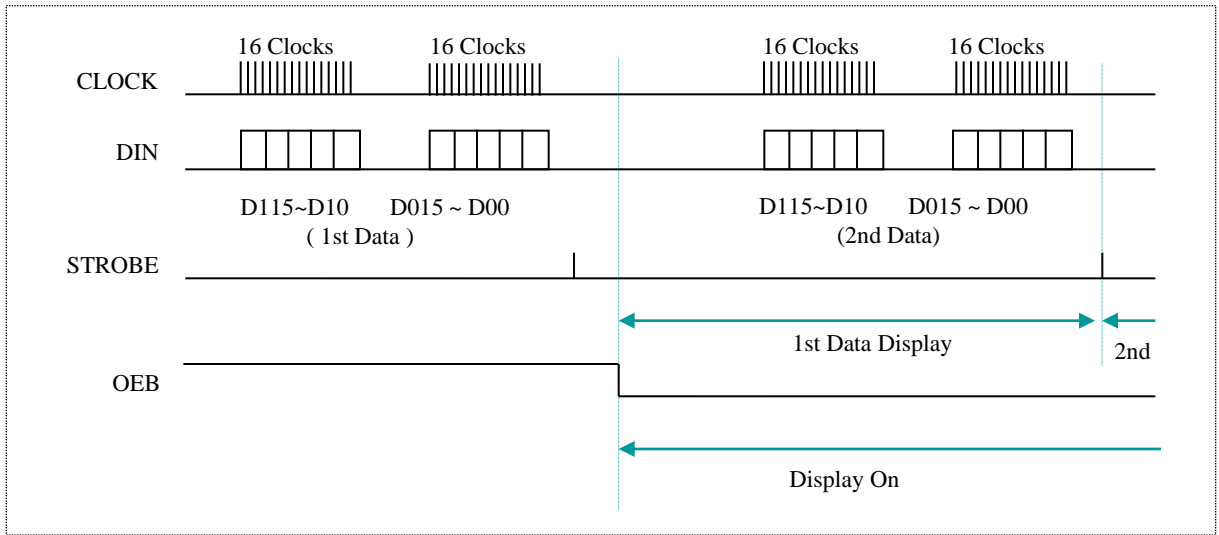 16 Clocks 16 Clocks 16 Clocks 16 Clocks
CLOCK
DIN
D115~D10 D015 ~ D00 D115~D10 D015 ~ D00
( 1st Data ) (2nd Data)
STROBE
1st Data Display 2nd
OEB
Display On